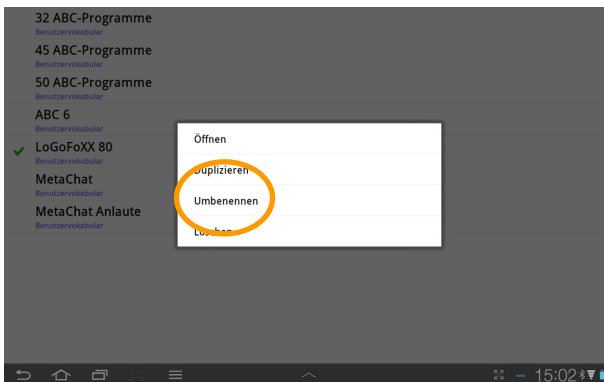 32 ABC-Programme
Benutzervokabular
45 ABC-Programme
Benutzervokabular
50 ABC-Programme
Benutzervokabular
ABC 6
Benutzervokabular
LoGoFoXX 80
Benutzervokabular
MetaChat
Benutzervokabular
MetaChat Anlaute
Benutzervokabular
Öffnen
Duplizieren
Umbenennen
Löschen
15:02